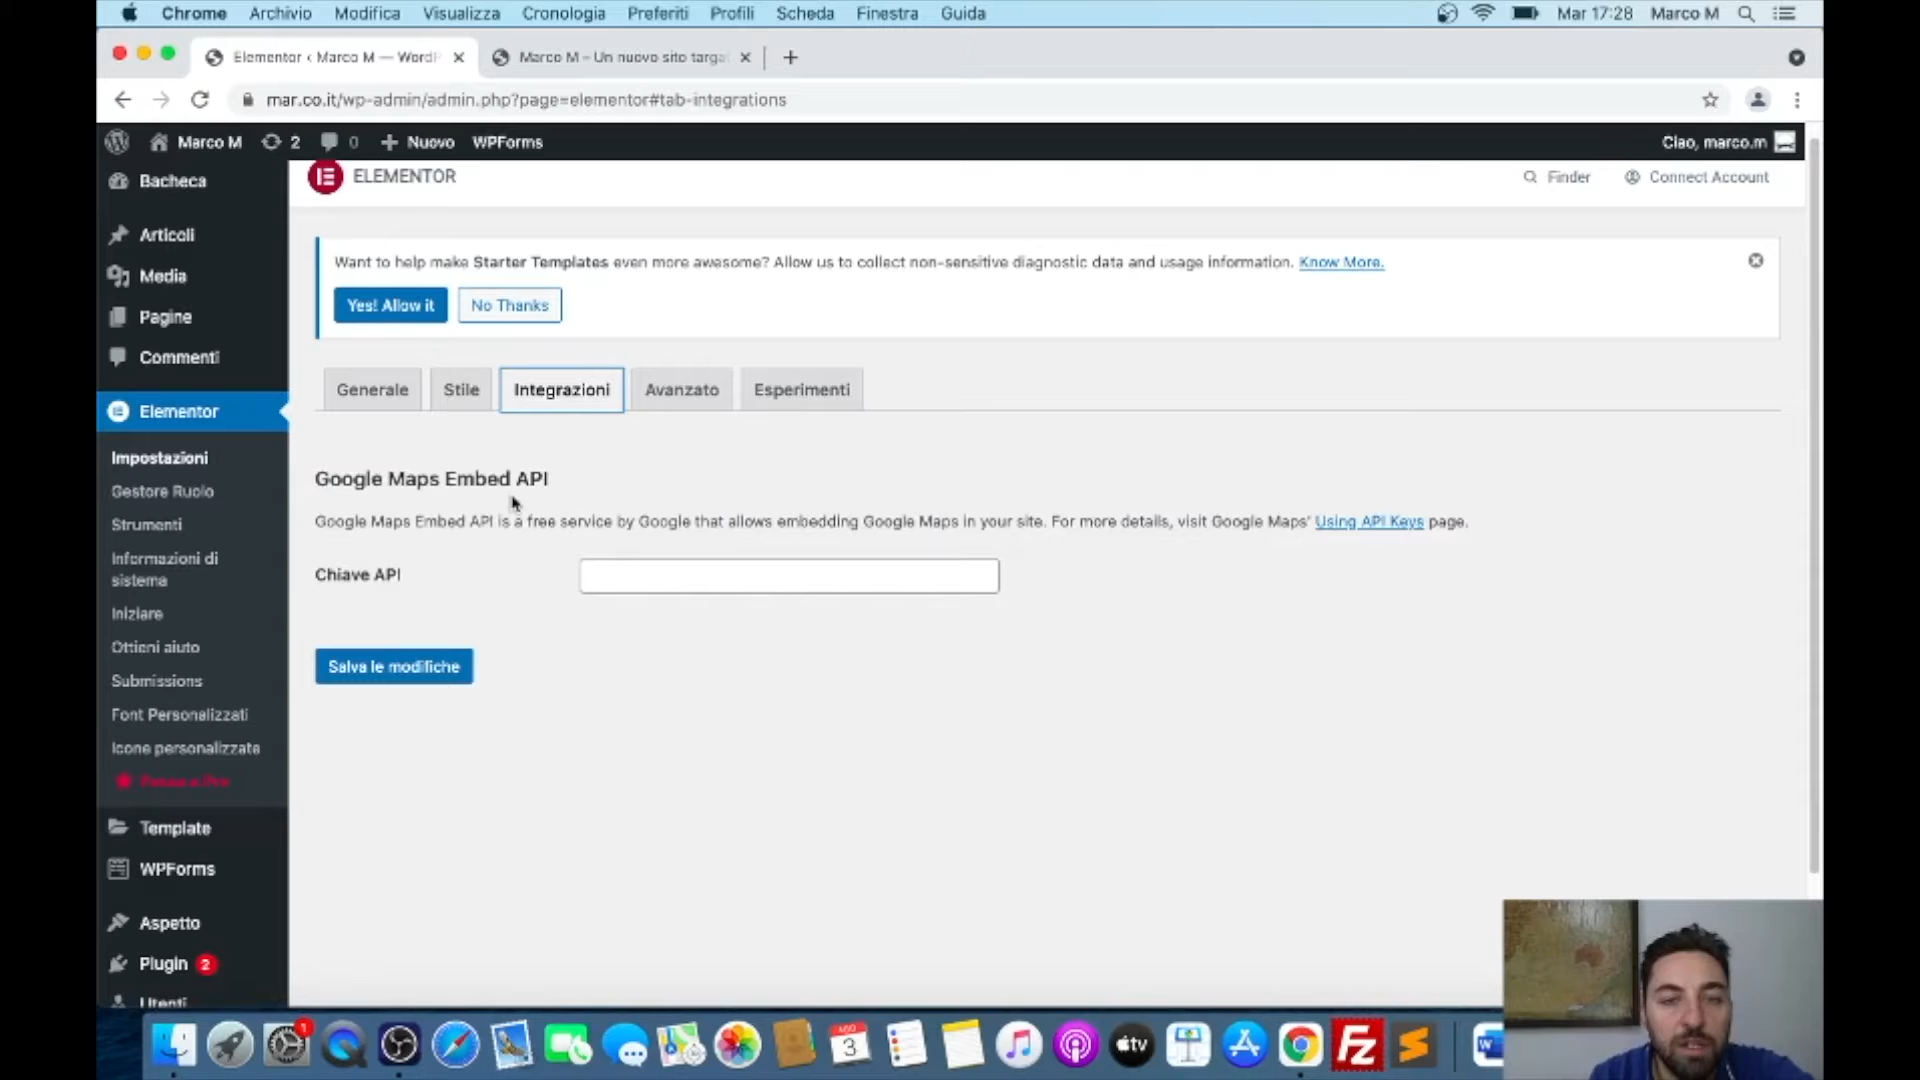 Chrome Archivio Modifica Visualizza Cronologia Preferiti Profili Scheda Finestra Guida Mar 17:28 Marco M
Elementor ‹ Marco M — WordP
Marco M – Un nuovo sito targa
mar.co.it/wp-admin/admin.php?page=elementor#tab-integrations
Marco M 2 0 Nuovo WPForms Ciao, marco.m
ELEMENTOR Finder Connect Account
Bacheca
Articoli
Media
Pagine
Commenti
Elementor
Impostazioni
Gestore Ruolo
Strumenti
Informazioni di
sistema
Iniziare
Ottieni aiuto
Submissions
Font Personalizzati
Icone personalizzate
Template
WPForms
Aspetto
Plugin 2
Utenti
Want to help make Starter Templates even more awesome? Allow us to collect non-sensitive diagnostic data and usage information. Know More.
Yes! Allow it No Thanks
Generale Stile Integrazioni Avanzato Esperimenti
Google Maps Embed API
Google Maps Embed API is a free service by Google that allows embedding Google Maps in your site. For more details, visit Google Maps' Using API Keys page.
Chiave API
Salva le modifiche
1
3
tv
Fz
W